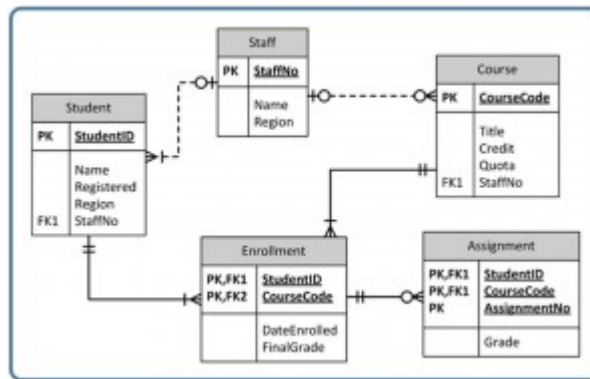 Staff
PK StaffNo
Name
Region
Course
PK CourseCode
Title
Credit
Quota
FK1 StaffNo
Student
PK StudentID
Name
Registered
Region
FK1 StaffNo
Enrollment
PK,FK1 StudentID
PK,FK2 CourseCode
DateEnrolled
FinalGrade
Assignment
PK,FK1 StudentID
PK,FK1 CourseCode
PK AssignmentNo
Grade